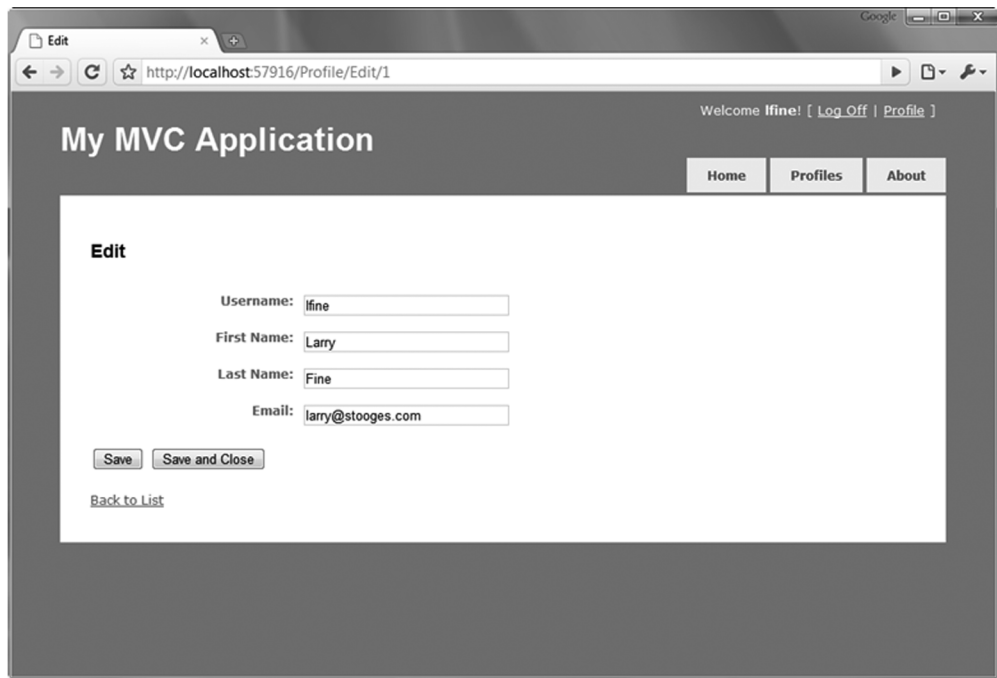 Google
Edit
http://localhost:57916/Profile/Edit/1
Welcome lfine! [ Log Off | Profile ]
My MVC Application
Home Profiles About
Edit
Username: lfine
First Name: Larry
Last Name: Fine
Email: larry@stooges.com
Save Save and Close
Back to List